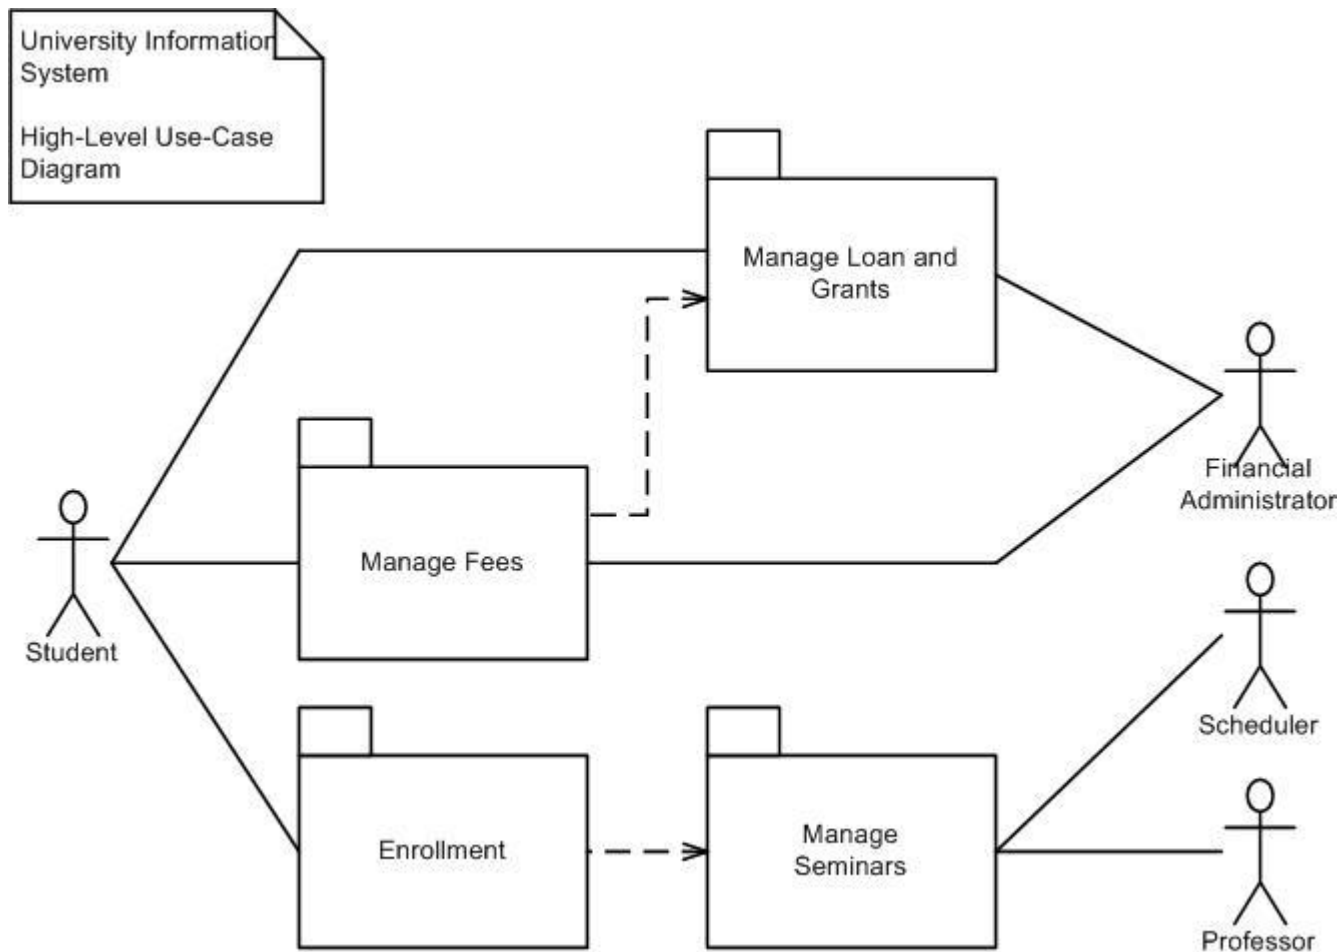 University Information
System
High-Level Use-Case
Diagram
Manage Loan and
Grants
Financial
Administrator
Manage Fees
Student
Scheduler
Enrollment
Manage
Seminars
Professor